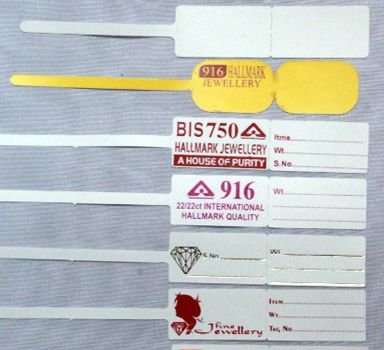 916 HALLMARK
JEWELLERY
BIS 750
HALLMARK JEWELLERY
A HOUSE OF PURITY
Itme.
Wt.
S.No.
916
22/22ct INTERNATIONAL
HALLMARK QUALITY
Wt.
S.No.
Wt
fine
Jewellery
Item.
Wt.
Tag, No.